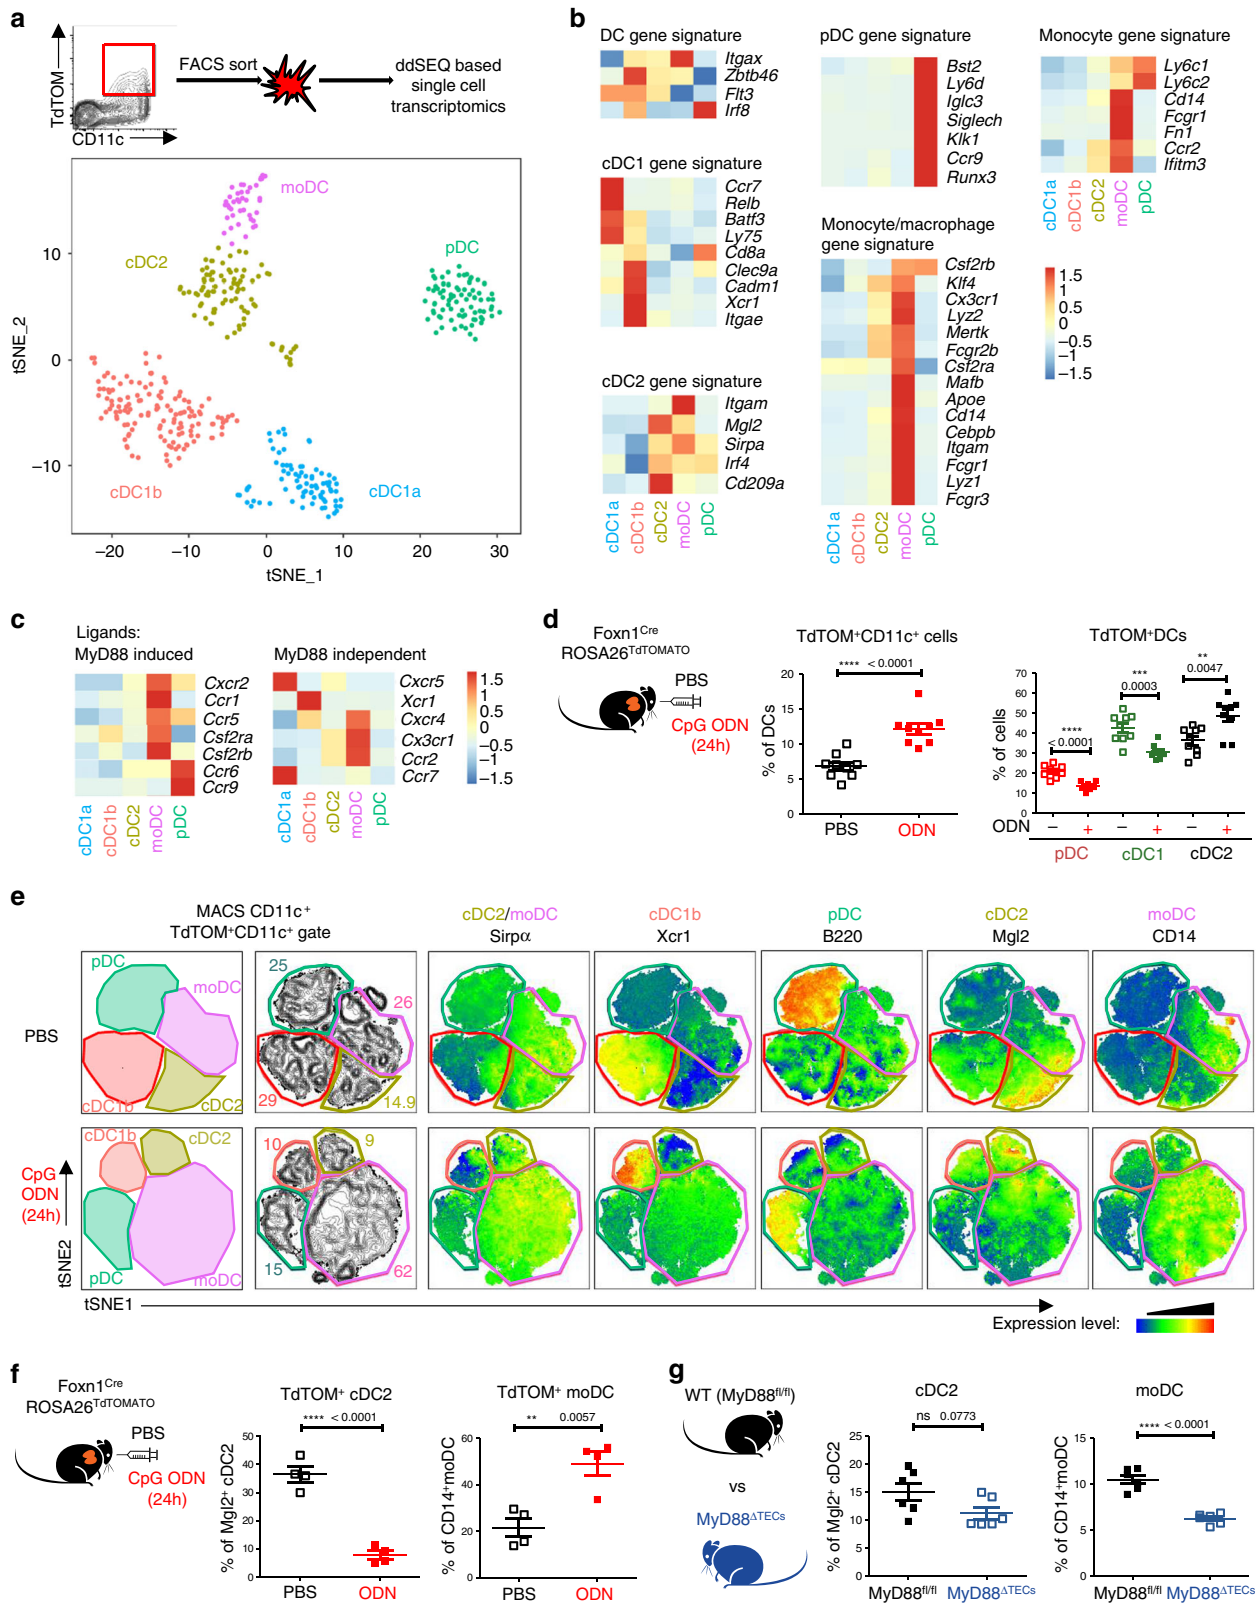 a
TdTOM
CD11c
FACS sort
ddSEQ based
single cell
transcriptomics
moDC
cDC2
pDC
cDC1b
cDC1a
10
0
−10
tSNE_2
−20 −10 0 10 20 30
tSNE_1
b
DC gene signature
Itgax
Zbtb46
Flt3
Irf8
cDC1 gene signature
Ccr7
Relb
Batf3
Ly75
Cd8a
Clec9a
Cadm1
Xcr1
Itgae
cDC2 gene signature
Itgam
Mgl2
Sirpa
Irf4
Cd209a
cDC1a cDC1b cDC2 moDC pDC
pDC gene signature
Bst2
Ly6d
Iglc3
Siglech
Klk1
Ccr9
Runx3
Monocyte/macrophage
gene signature
Csf2rb
Klf4
Cx3cr1
Lyz2
Mertk
Fcgr2b
Csf2ra
Mafb
Apoe
Cd14
Cebpb
Itgam
Fcgr1
Lyz1
Fcgr3
cDC1a cDC1b cDC2 moDC pDC
Monocyte gene signature
Ly6c1
Ly6c2
Cd14
Fcgr1
Fn1
Ccr2
Ifitm3
cDC1a cDC1b cDC2 moDC pDC
1.5
1
0.5
0
−0.5
−1
−1.5
c
Ligands:
MyD88 induced
Cxcr2
Ccr1
Ccr5
Csf2ra
Csf2rb
Ccr6
Ccr9
cDC1a cDC1b cDC2 moDC pDC
MyD88 independent
Cxcr5
Xcr1
Cxcr4
Cx3cr1
Ccr2
Ccr7
cDC1a cDC1b cDC2 moDC pDC
1.5
1
0.5
0
−0.5
−1
−1.5
d
Foxn1Cre
ROSA26TdTOMATO
PBS
CpG ODN
(24h)
TdTOM+CD11c+ cells
**** < 0.0001
% of DCs
20
15
10
5
0
PBS ODN
TdTOM+DCs
**
0.0047
***
0.0003
****
< 0.0001
% of cells
70
60
50
40
30
20
10
0
ODN − + − + − +
pDC cDC1 cDC2
e
MACS CD11c+
TdTOM+CD11c+ gate
cDC2/moDC
Sirpα
cDC1b
Xcr1
pDC
B220
cDC2
Mgl2
moDC
CD14
PBS
pDC
moDC
cDC1b
cDC2
25
26
29
14.9
CpG
ODN
(24h)
cDC1b
cDC2
pDC
moDC
10
9
15
62
tSNE2
tSNE1
Expression level:
f
Foxn1Cre
ROSA26TdTOMATO
PBS
CpG ODN
(24h)
TdTOM+ cDC2
**** < 0.0001
% of Mgl2+ cDC2
50
40
30
20
10
0
PBS ODN
TdTOM+ moDC
** 0.0057
% of CD14+moDC
60
40
20
0
PBS ODN
g
WT (MyD88fl/fl)
vs
MyD88ΔTECs
cDC2
ns 0.0773
% of Mgl2+ cDC2
25
20
15
10
5
0
MyD88fl/fl MyD88ΔTECs
moDC
**** < 0.0001
% of CD14+moDC
15
10
5
0
MyD88fl/fl MyD88ΔTECs